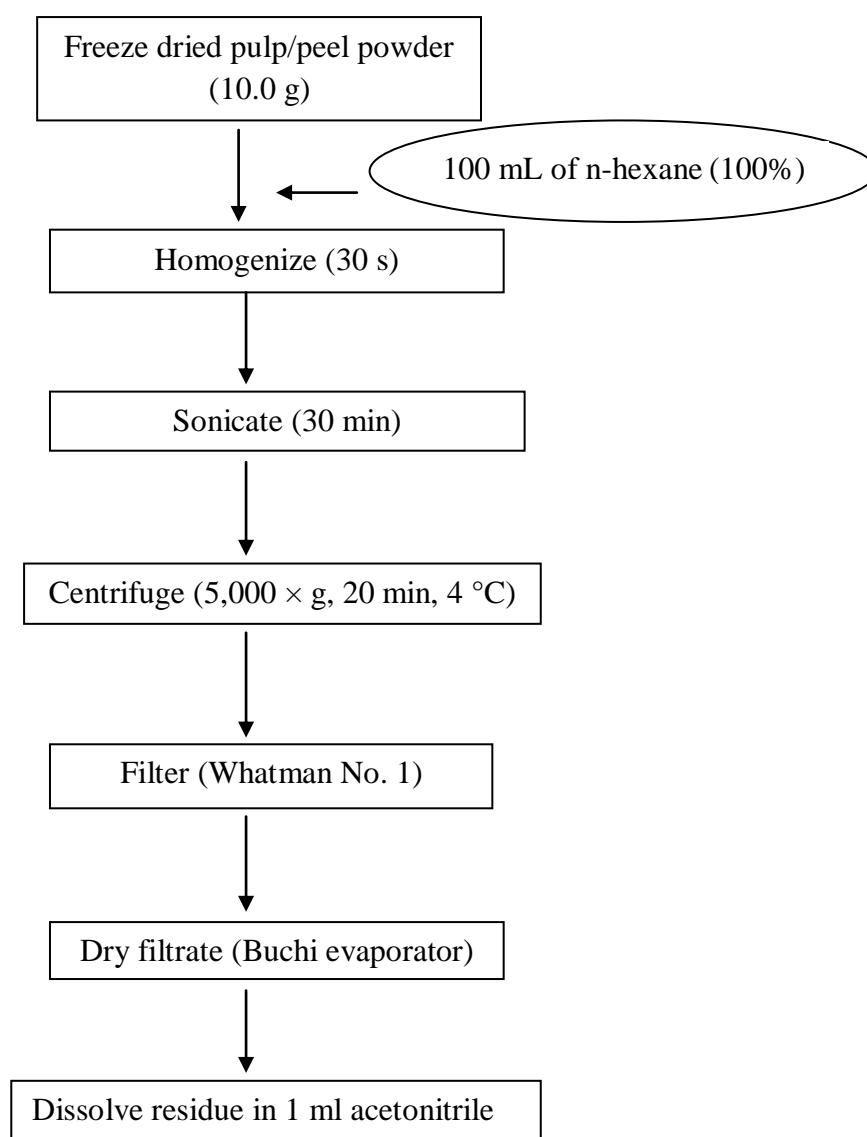 Freeze dried pulp/peel powder
(10.0 g)
100 mL of n-hexane (100%)
Homogenize (30 s)
Sonicate (30 min)
Centrifuge (5,000 × g, 20 min, 4 °C)
Filter (Whatman No. 1)
Dry filtrate (Buchi evaporator)
Dissolve residue in 1 ml acetonitrile